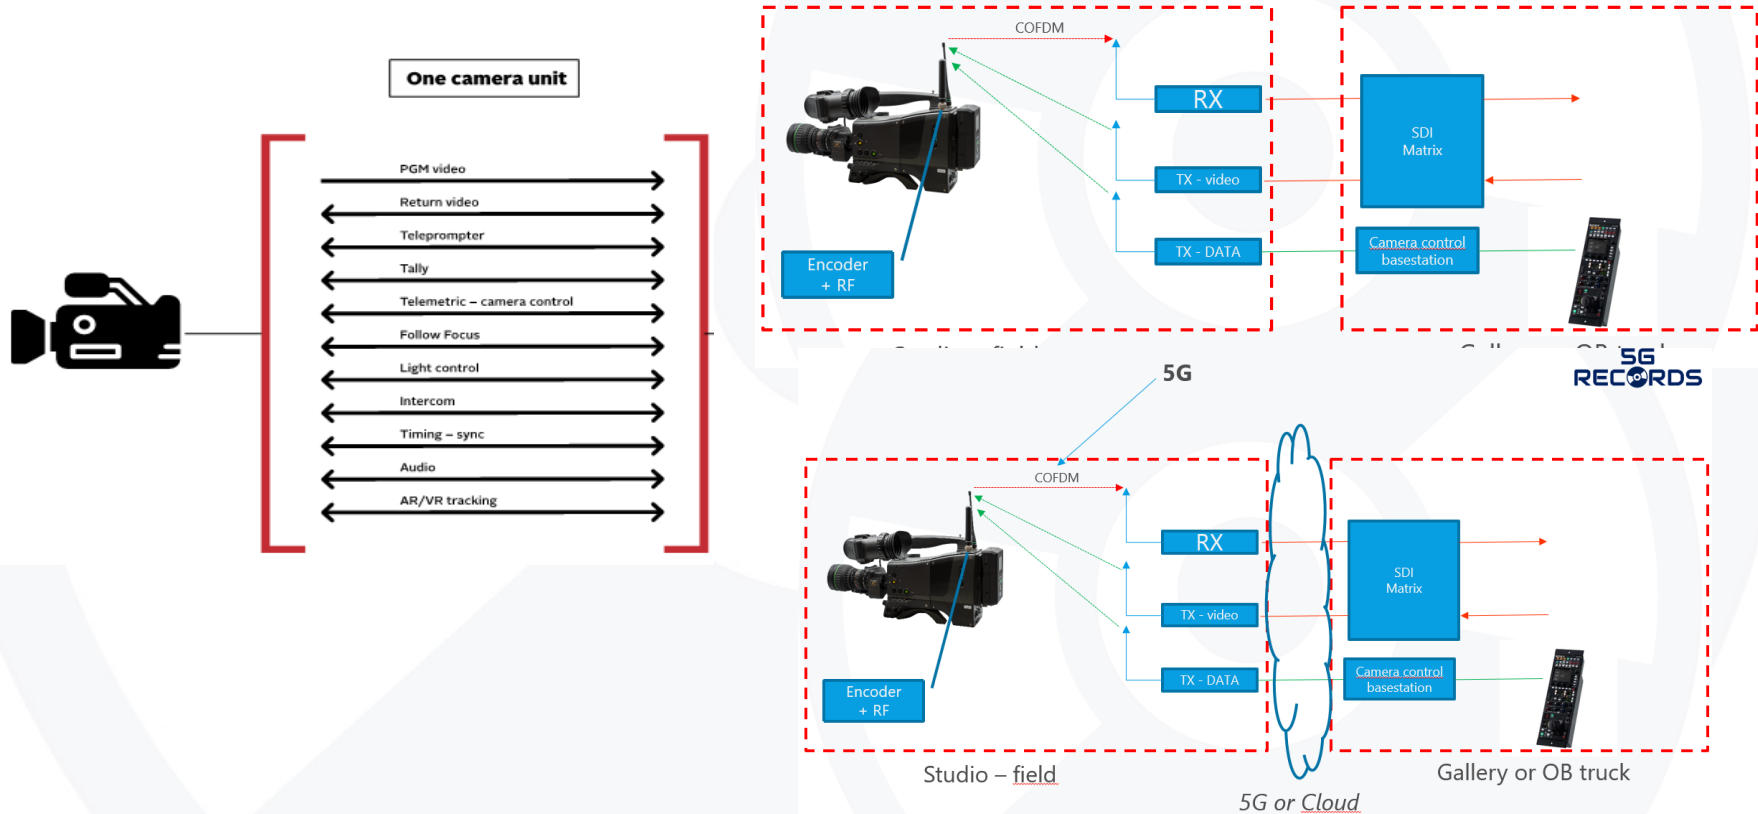 One camera unit
PGM video
Return video
Teleprompter
Tally
Telemetric – camera control
Follow Focus
Light control
Intercom
Timing – sync
Audio
AR/VR tracking
COFDM
RX
TX - video
TX - DATA
Encoder
+ RF
SDI
Matrix
Camera control
basestation
5G
RECORDS
5G
COFDM
RX
TX - video
TX - DATA
Encoder
+ RF
SDI
Matrix
Camera control
basestation
Studio – field
Gallery or OB truck
5G or Cloud